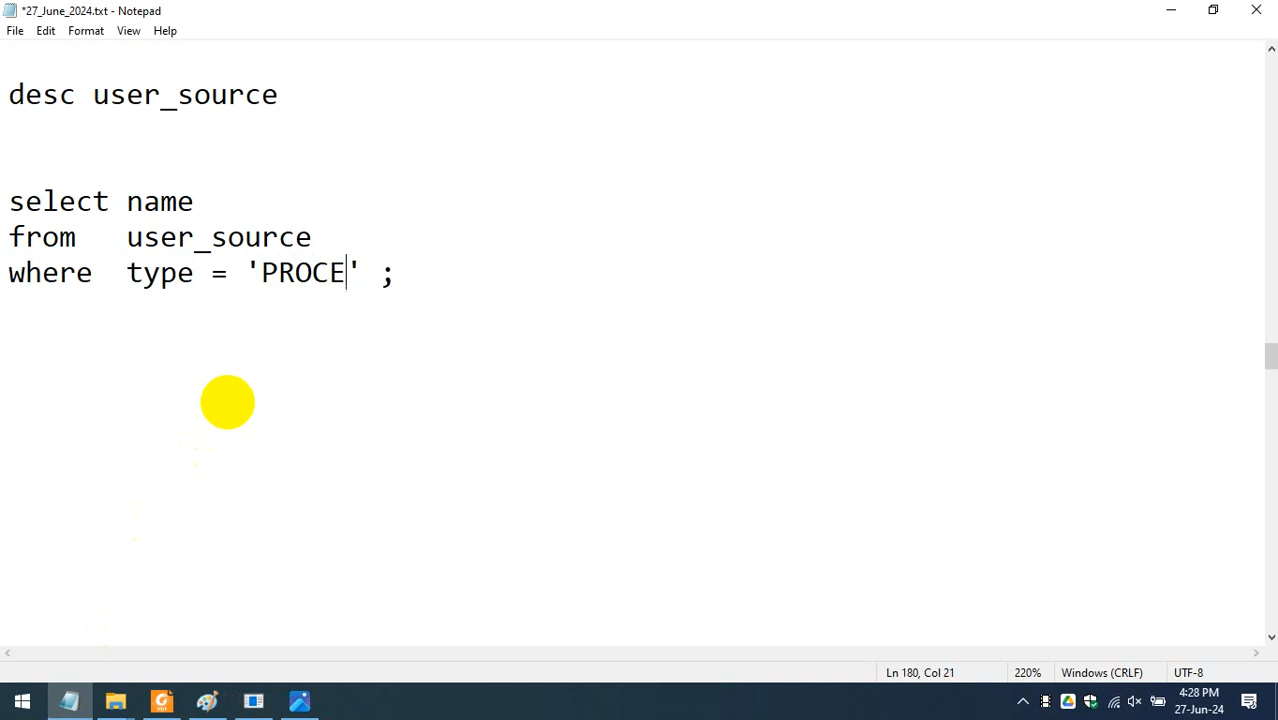 *27_June_2024.txt - Notepad
File Edit Format View Help
desc user_source
select name
from user_source
where type = 'PROCE' ;
Ln 180, Col 21 220% Windows (CRLF) UTF-8
PDF
4:28 PM
27-Jun-24